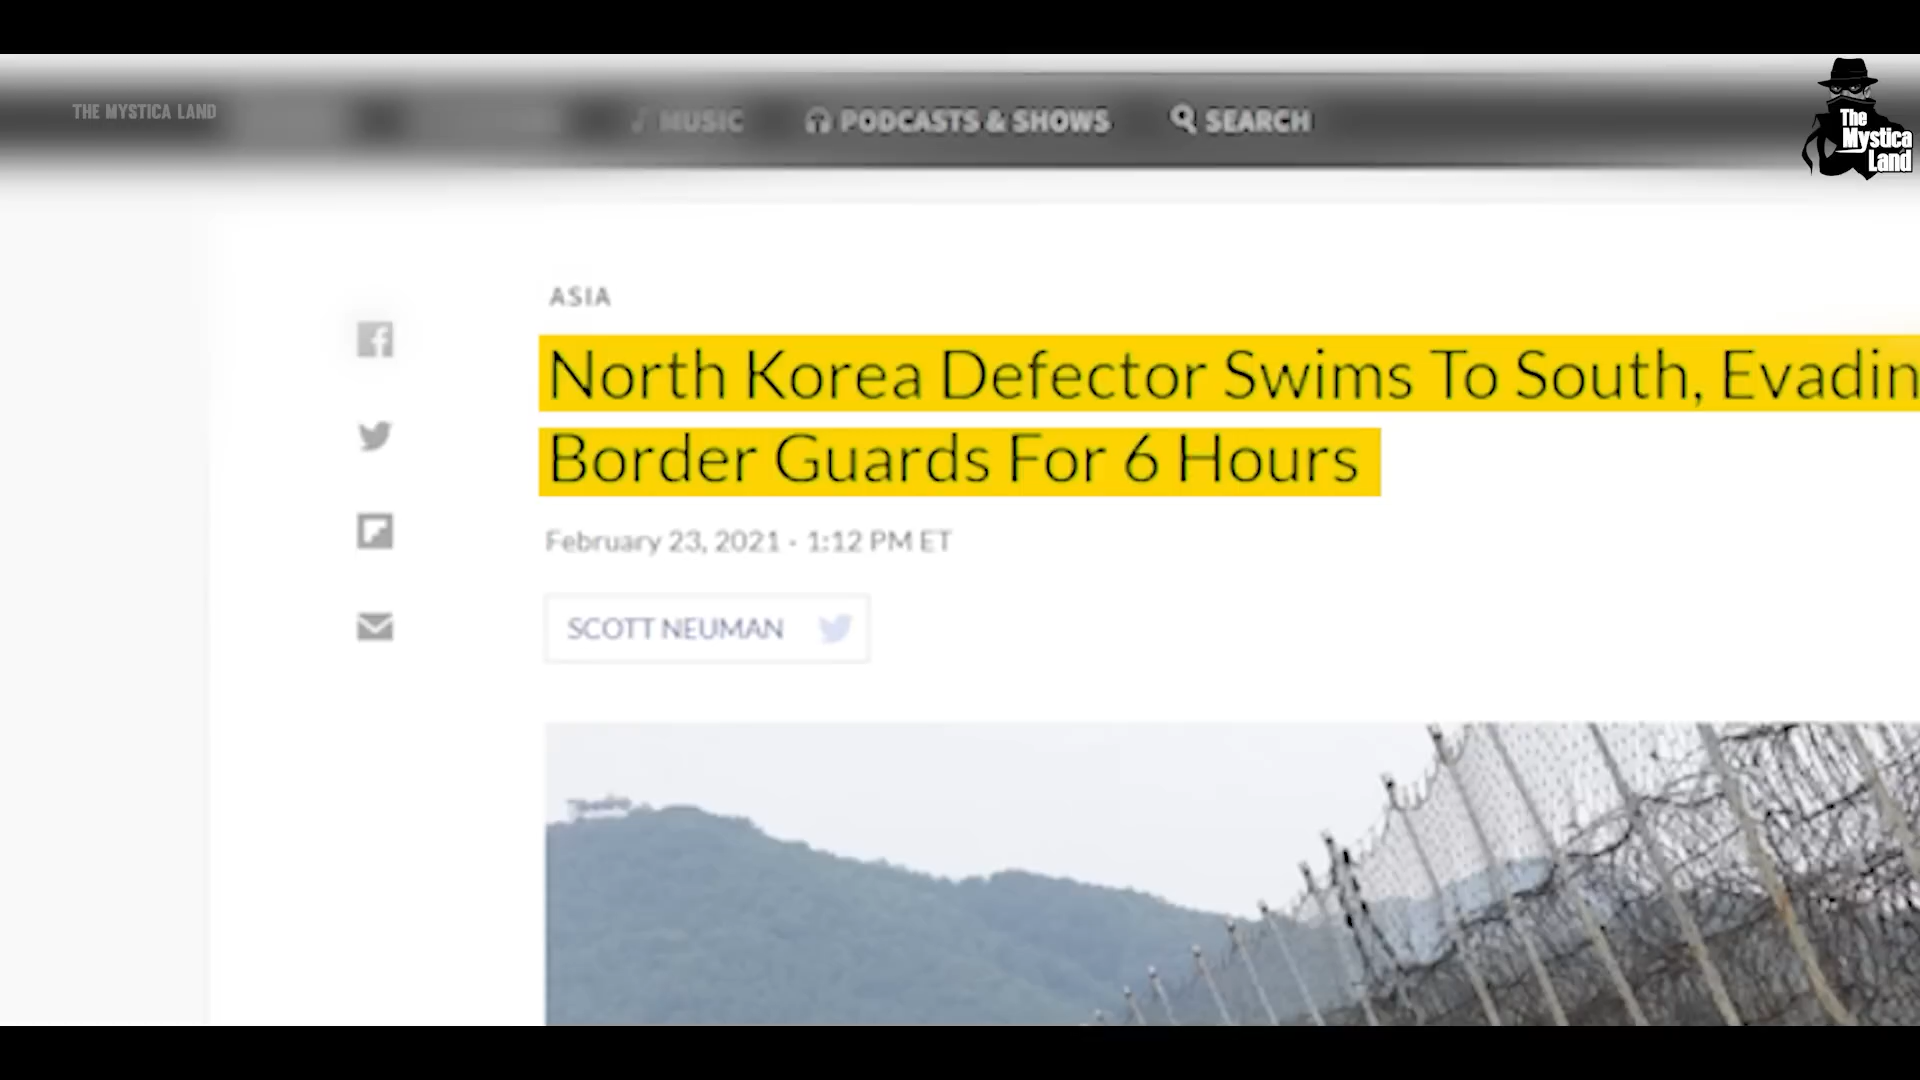 THE MYSTICA LAND
MUSIC
PODCASTS & SHOWS
SEARCH
The
Mystica
Land
ASIA
North Korea Defector Swims To South, Evadin
Border Guards For 6 Hours
February 23, 2021 · 1:12 PM ET
SCOTT NEUMAN